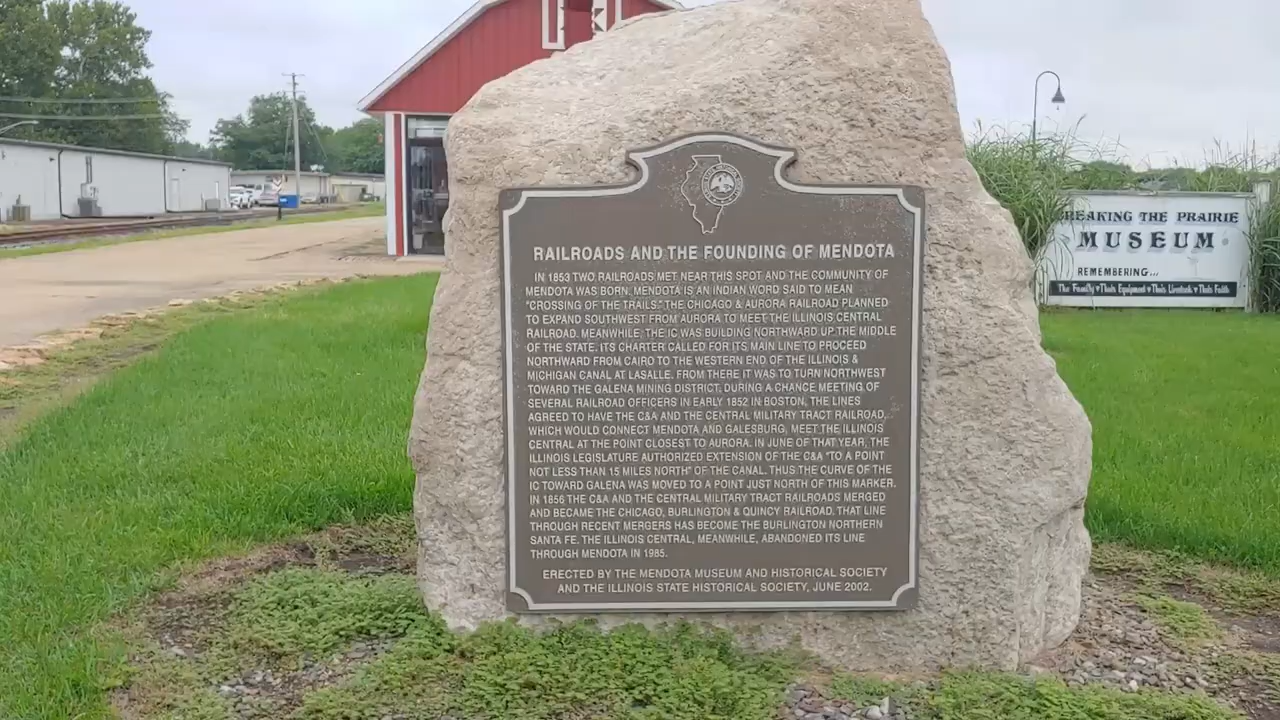 RAILROADS AND THE FOUNDING OF MENDOTA
IN 1853 TWO RAILROADS MET NEAR THIS SPOT AND THE COMMUNITY OF
MENDOTA WAS BORN. MENDOTA IS AN INDIAN WORD SAID TO MEAN
"CROSSING OF THE TRAILS." THE CHICAGO & AURORA RAILROAD PLANNED
TO EXPAND SOUTHWEST FROM AURORA TO MEET THE ILLINOIS CENTRAL
RAILROAD. MEANWHILE, THE IC WAS BUILDING NORTHWARD UP THE MIDDLE
OF THE STATE. ITS CHARTER CALLED FOR ITS MAIN LINE TO PROCEED
NORTHWARD FROM CAIRO TO THE WESTERN END OF THE ILLINOIS &
MICHIGAN CANAL AT LASALLE. FROM THERE IT WAS TO TURN NORTHWEST
TOWARD THE GALENA MINING DISTRICT. DURING A CHANCE MEETING OF
SEVERAL RAILROAD OFFICERS IN EARLY 1852 IN BOSTON, THE LINES
AGREED TO HAVE THE C&A AND THE CENTRAL MILITARY TRACT RAILROAD,
WHICH WOULD CONNECT MENDOTA AND GALESBURG, MEET THE ILLINOIS
CENTRAL AT THE POINT CLOSEST TO AURORA. IN JUNE OF THAT YEAR, THE
ILLINOIS LEGISLATURE AUTHORIZED EXTENSION OF THE C&A "TO A POINT
NOT LESS THAN 15 MILES NORTH" OF THE CANAL. THUS THE CURVE OF THE
IC TOWARD GALENA WAS MOVED TO A POINT JUST NORTH OF THIS MARKER.
IN 1856 THE C&A AND THE CENTRAL MILITARY TRACT RAILROADS MERGED
AND BECAME THE CHICAGO, BURLINGTON & QUINCY RAILROAD. THAT LINE
THROUGH RECENT MERGERS HAS BECOME THE BURLINGTON NORTHERN
SANTA FE. THE ILLINOIS CENTRAL, MEANWHILE, ABANDONED ITS LINE
THROUGH MENDOTA IN 1985.
ERECTED BY THE MENDOTA MUSEUM AND HISTORICAL SOCIETY
AND THE ILLINOIS STATE HISTORICAL SOCIETY, JUNE 2002.
BREAKING THE PRAIRIE
MUSEUM
REMEMBERING...
The Family • Their Equipment • Their Livestock • Their Faith